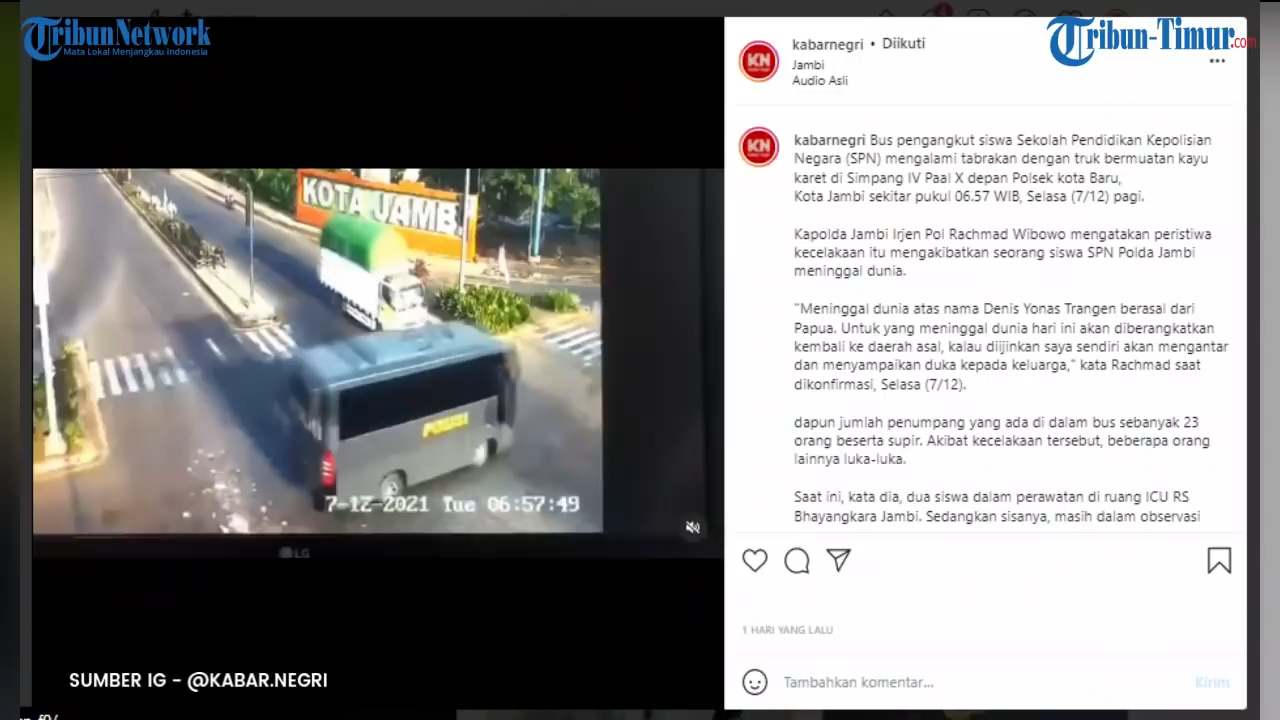 TribunNetwork
Mata Lokal Menjangkau Indonesia
Tribun-Timur.com
KN
kabarnegri • Diikuti
Jambi
Audio Asli
KN
kabarnegri Bus pengangkut siswa Sekolah Pendidikan Kepolisian
Negara (SPN) mengalami tabrakan dengan truk bermuatan kayu
karet di Simpang IV Paal X depan Polsek kota Baru,
Kota Jambi sekitar pukul 06.57 WIB, Selasa (7/12) pagi.
Kapolda Jambi Irjen Pol Rachmad Wibowo mengatakan peristiwa
kecelakaan itu mengakibatkan seorang siswa SPN Polda Jambi
meninggal dunia.
"Meninggal dunia atas nama Denis Yonas Trangen berasal dari
Papua. Untuk yang meninggal dunia hari ini akan diberangkatkan
kembali ke daerah asal, kalau diijinkan saya sendiri akan mengantar
dan menyampaikan duka kepada keluarga," kata Rachmad saat
dikonfirmasi, Selasa (7/12).
dapun jumlah penumpang yang ada di dalam bus sebanyak 23
orang beserta supir. Akibat kecelakaan tersebut, beberapa orang
lainnya luka-luka.
Saat ini, kata dia, dua siswa dalam perawatan di ruang ICU RS
Bhayangkara Jambi. Sedangkan sisanya, masih dalam observasi
1 HARI YANG LALU
Tambahkan komentar...
Kirim
KOTA JAMBI
7-12-2021 Tue 06:57:49
LG
SUMBER IG - @KABAR.NEGRI